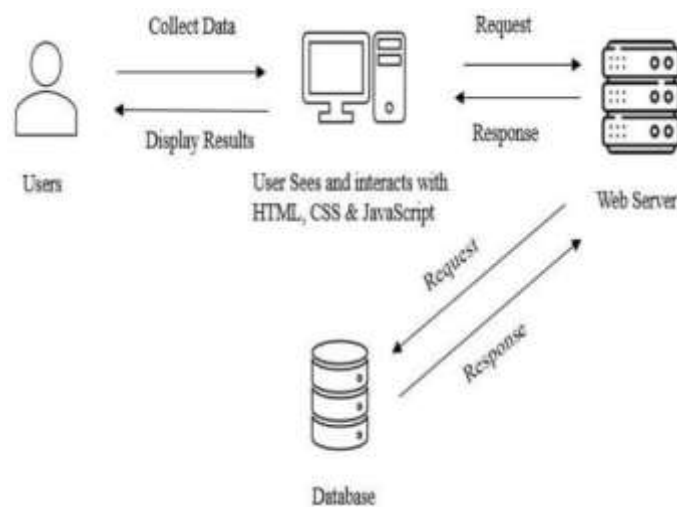 Collect Data
Request
Display Results
Response
Users
User Sees and interacts with
HTML, CSS & JavaScript
Web Server
Request
Response
Database